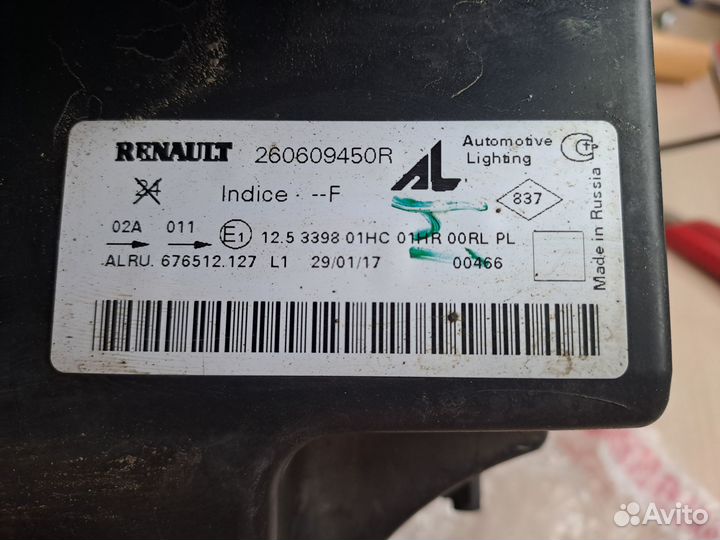 RENAULT 260609450R AL Automotive Lighting
24 Indice · --F 837
02A 011 E1 12.5 3398 01HC 01HR 00RL PL
ALRU. 676512.127 L1 29/01/17 00466
Made in Russia
Avito